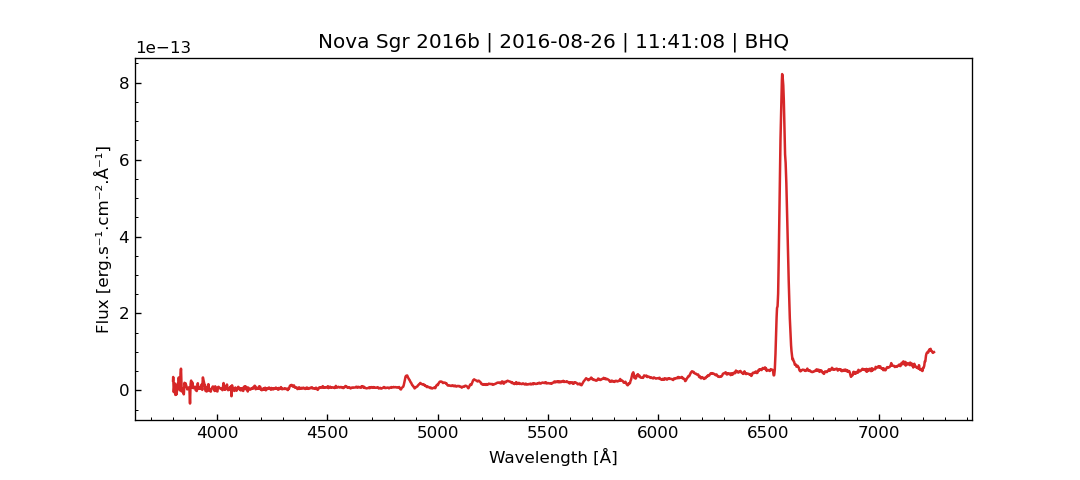 Nova Sgr 2016b | 2016-08-26 | 11:41:08 | BHQ
1e−13
8
6
4
2
0
Flux [erg.s⁻¹.cm⁻².Å⁻¹]
4000 4500 5000 5500 6000 6500 7000
Wavelength [Å]